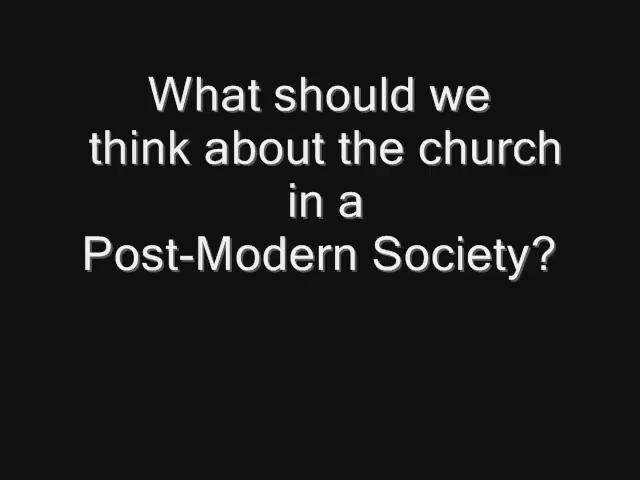 What should we
think about the church
in a
Post-Modern Society?